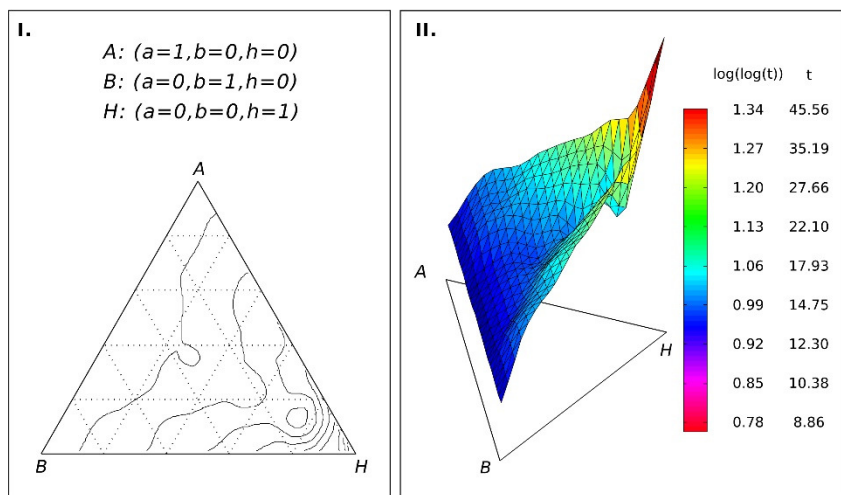 I.
A: (a=1,b=0,h=0)
B: (a=0,b=1,h=0)
H: (a=0,b=0,h=1)
A
B
H
II.
log(log(t)) t
1.34 45.56
1.27 35.19
1.20 27.66
1.13 22.10
1.06 17.93
0.99 14.75
0.92 12.30
0.85 10.38
0.78 8.86
A
H
B